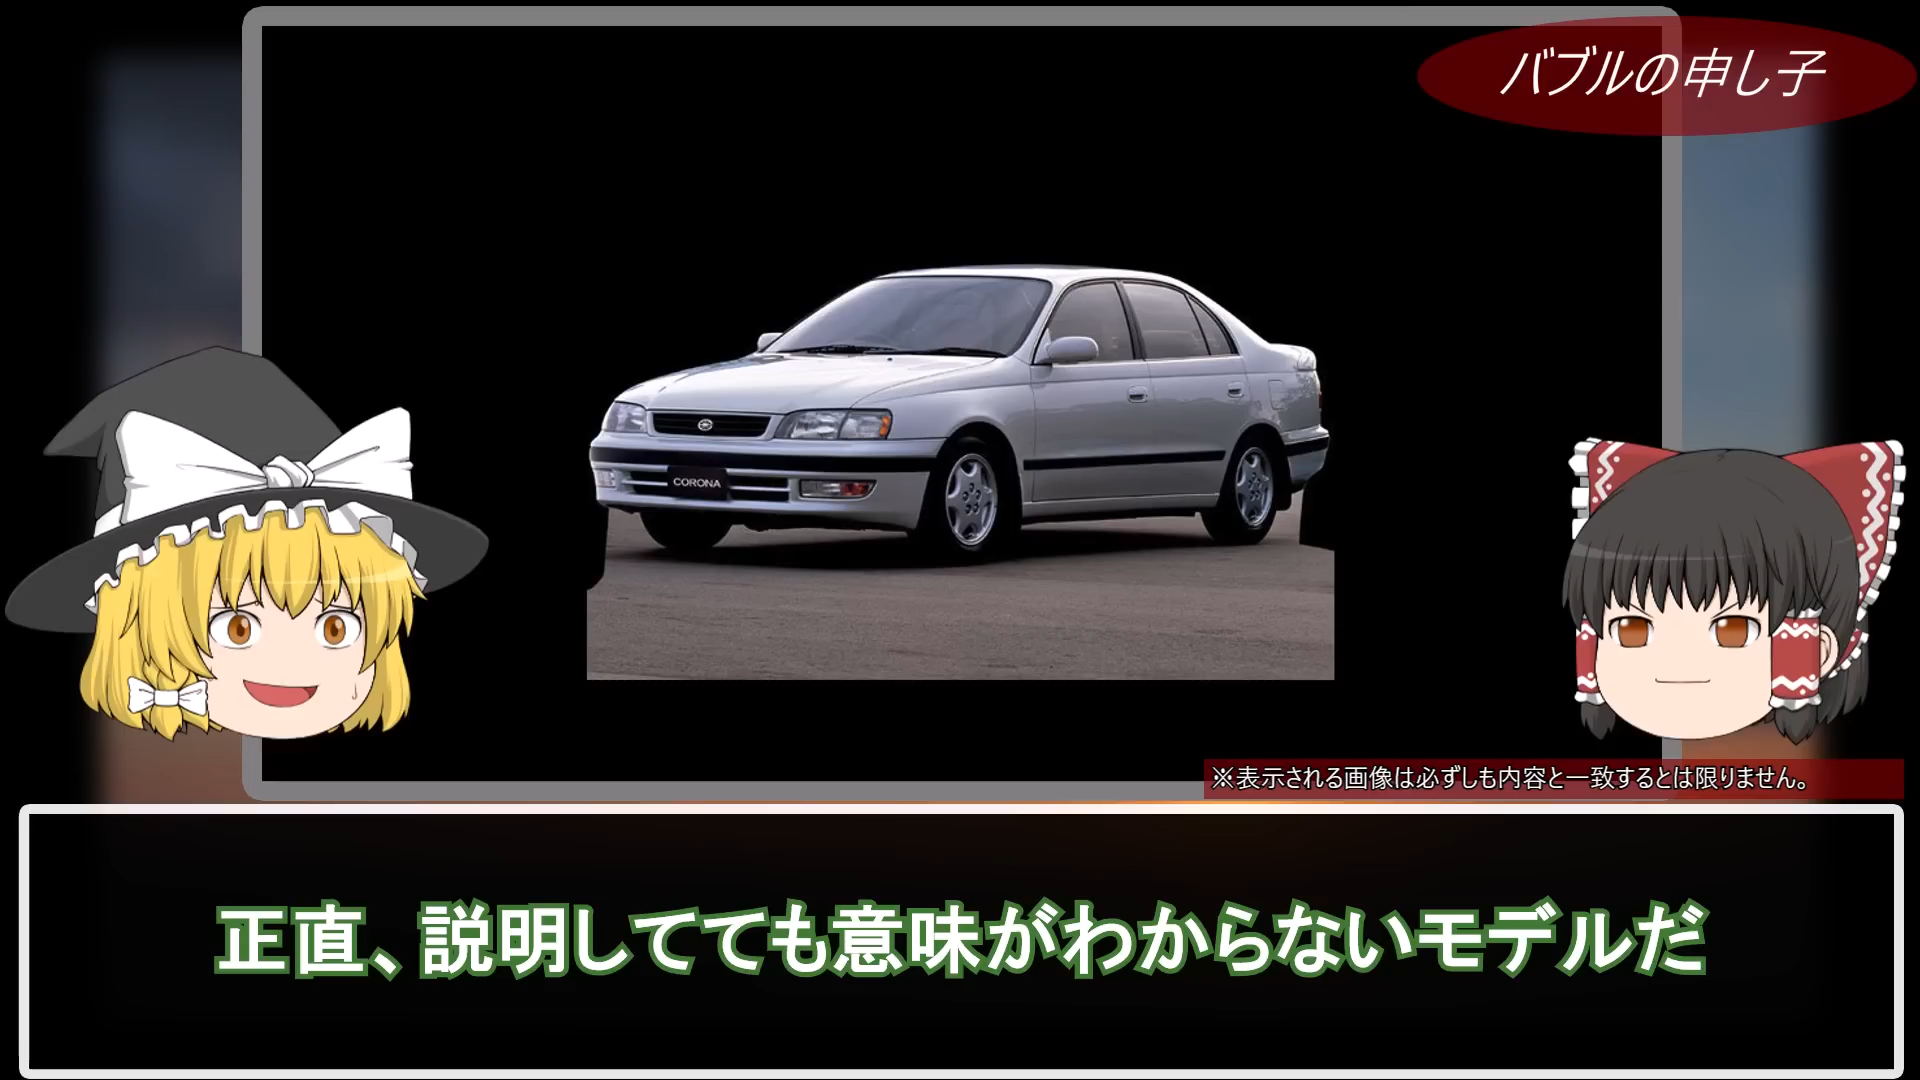 バブルの申し子
CORONA
※表示される画像は必ずしも内容と一致するとは限りません。
正直、説明してても意味がわからないモデルだ